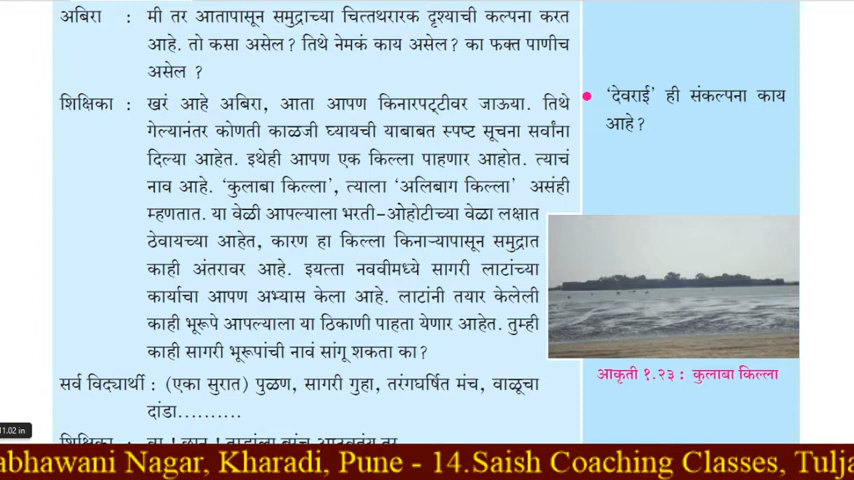 अबिरा : मी तर आतापासून समुद्राच्या चित्तथरारक दृश्याची कल्पना करत
आहे. तो कसा असेल? तिथे नेमकं काय असेल? का फक्त पाणीच
असेल ?
शिक्षिका : खरं आहे अबिरा, आता आपण किनारपट्टीवर जाऊया. तिथे
गेल्यानंतर कोणती काळजी घ्यायची याबाबत स्पष्ट सूचना सर्वांना
दिल्या आहेत. इथेही आपण एक किल्ला पाहणार आहोत. त्याचं
नाव आहे. ‘कुलाबा किल्ला’, त्याला ‘अलिबाग किल्ला’ असंही
म्हणतात. या वेळी आपल्याला भरती-ओहोटीच्या वेळा लक्षात
ठेवायच्या आहेत, कारण हा किल्ला किनाऱ्यापासून समुद्रात
काही अंतरावर आहे. इयत्ता नववीमध्ये सागरी लाटांच्या
कार्याचा आपण अभ्यास केला आहे. लाटांनी तयार केलेली
काही भूरूपे आपल्याला या ठिकाणी पाहता येणार आहेत. तुम्ही
काही सागरी भूरूपांची नावं सांगू शकता का?
सर्व विद्यार्थी : (एका सुरात) पुळण, सागरी गुहा, तरंगघर्षित मंच, वाळूचा
दांडा..........
● ‘देवराई’ ही संकल्पना काय
आहे?
आकृती १.२३ : कुलाबा किल्ला
11.02 in
abhawani Nagar, Kharadi, Pune - 14.Saish Coaching Classes, Tulja